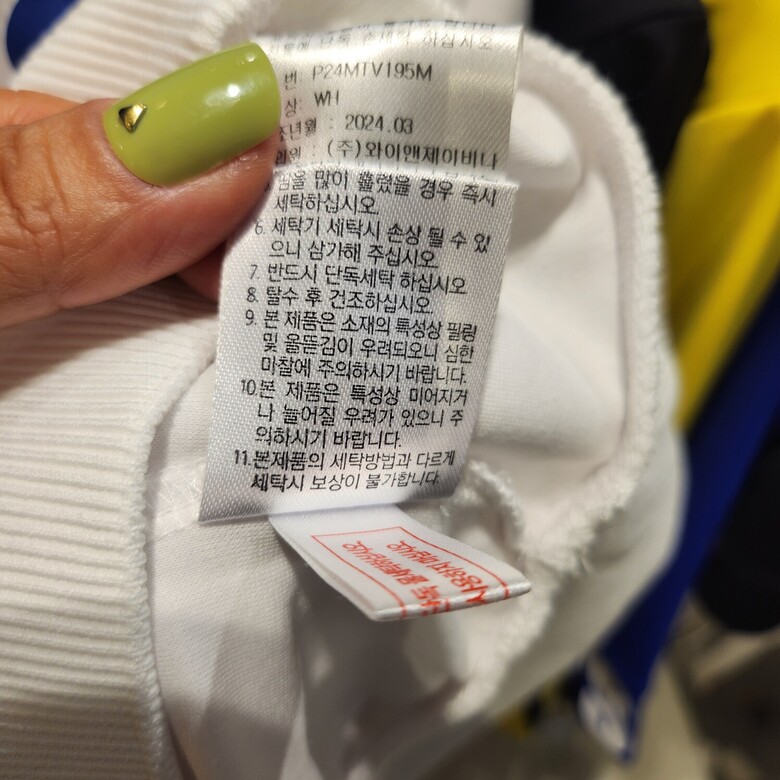 하십시오
번 P24MTV195M
상: WH
조년월 : 2024.03
원 : (주)와이앤제이비나
땀을 많이 흘렸을 경우 즉시
세탁하십시오.
6. 세탁기 세탁시 손상 될 수 있
으니 삼가해 주십시오.
7. 반드시 단독세탁 하십시오
8. 탈수 후 건조하십시오.
9. 본 제품은 소재의 특성상 필링
및 올뜯김이 우려되오니 심한
마찰에 주의하시기 바랍니다.
10. 본 제품은 특성상 미어지거
나 늘어질 우려가 있으니 주
의하시기 바랍니다.
11. 본제품의 세탁방법과 다르게
세탁시 보상이 불가합니다.